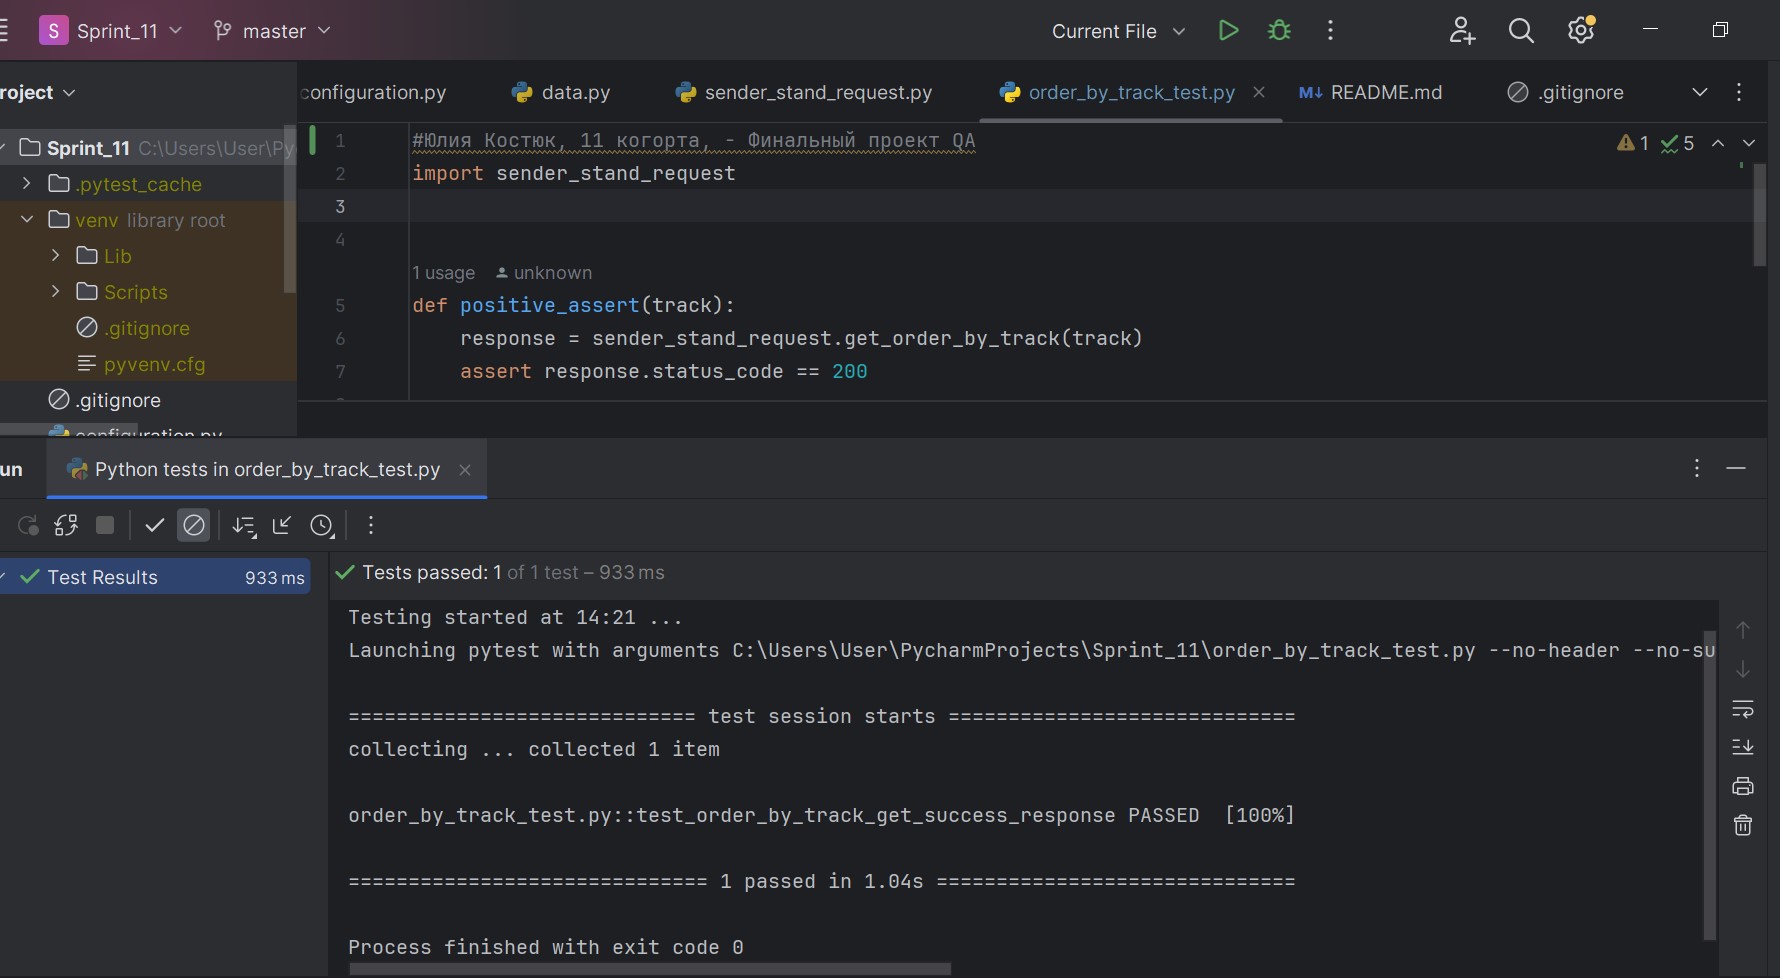 S Sprint_11 master Current File
roject
configuration.py data.py sender_stand_request.py order_by_track_test.py M↓ README.md .gitignore
Sprint_11 C:\Users\User\Py
.pytest_cache
venv library root
Lib
Scripts
.gitignore
pyvenv.cfg
.gitignore
configuration.py
1 #Юлия Костюк, 11 когорта, - Финальный проект QA
1 5
2 import sender_stand_request
3
4
1 usage unknown
5 def positive_assert(track):
6 response = sender_stand_request.get_order_by_track(track)
7 assert response.status_code == 200
un Python tests in order_by_track_test.py
Test Results 933 ms
Tests passed: 1 of 1 test – 933 ms
Testing started at 14:21 ...
Launching pytest with arguments C:\Users\User\PycharmProjects\Sprint_11\order_by_track_test.py --no-header --no-su
============================= test session starts =============================
collecting ... collected 1 item
order_by_track_test.py::test_order_by_track_get_success_response PASSED [100%]
============================== 1 passed in 1.04s ==============================
Process finished with exit code 0